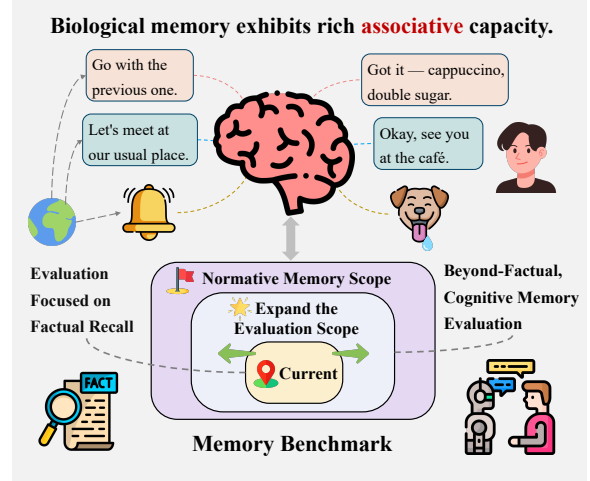 Biological memory exhibits rich associative capacity.
Go with the
previous one.
Got it — cappuccino,
double sugar.
Let's meet at
our usual place.
Okay, see you
at the café.
Evaluation
Focused on
Factual Recall
Normative Memory Scope
Expand the
Evaluation Scope
Current
Beyond-Factual,
Cognitive Memory
Evaluation
FACT
Memory Benchmark